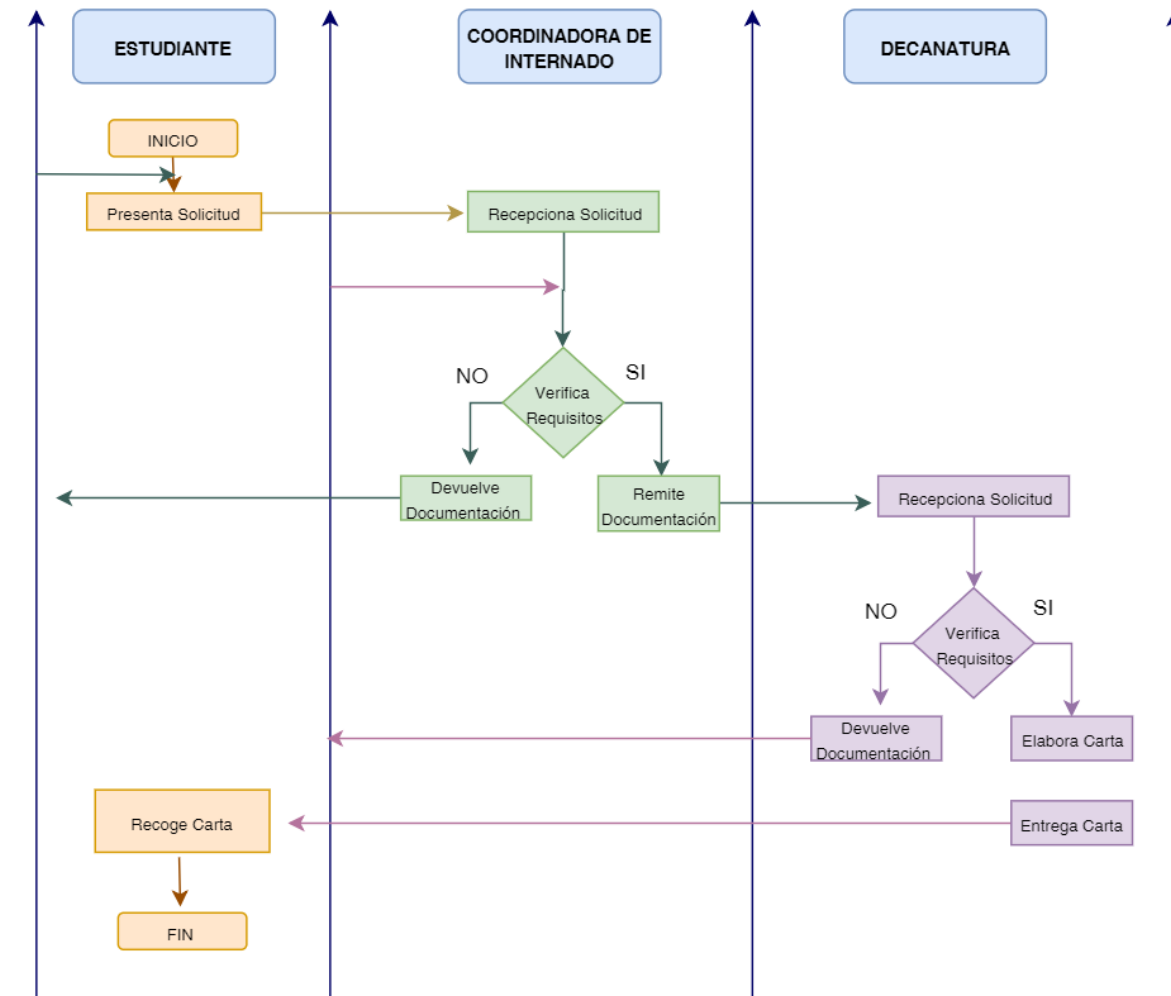 ESTUDIANTE
COORDINADORA DE
INTERNADO
DECANATURA
INICIO
Presenta Solicitud
Recepciona Solicitud
NO
SI
Verifica
Requisitos
Devuelve
Documentación
Remite
Documentación
Recepciona Solicitud
NO
SI
Verifica
Requisitos
Devuelve
Documentación
Elabora Carta
Recoge Carta
Entrega Carta
FIN